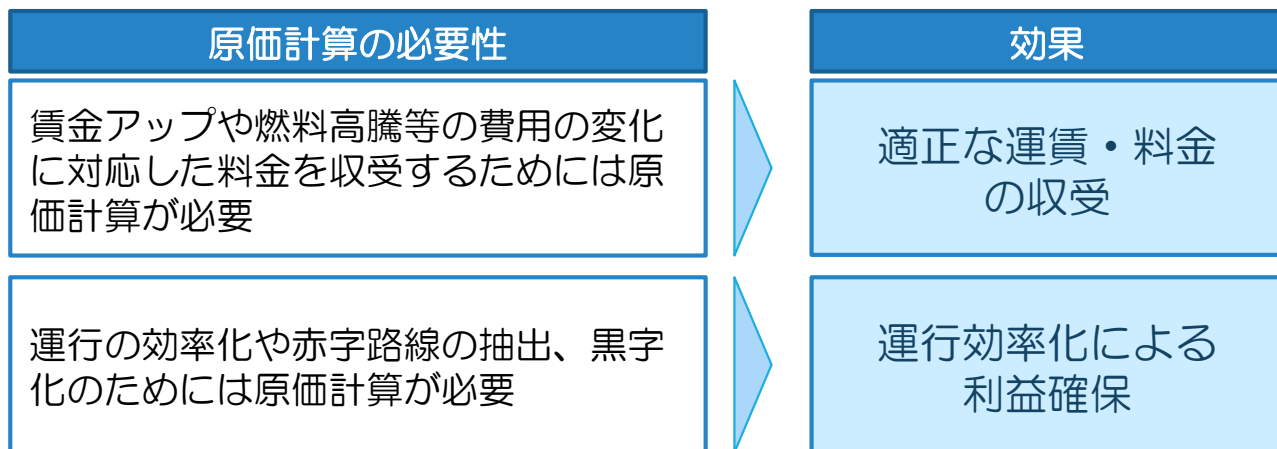 原価計算の必要性
効果
賃金アップや燃料高騰等の費用の変化
に対応した料金を収受するためには原
価計算が必要
適正な運賃・料金
の収受
運行の効率化や赤字路線の抽出、黒字
化のためには原価計算が必要
運行効率化による
利益確保